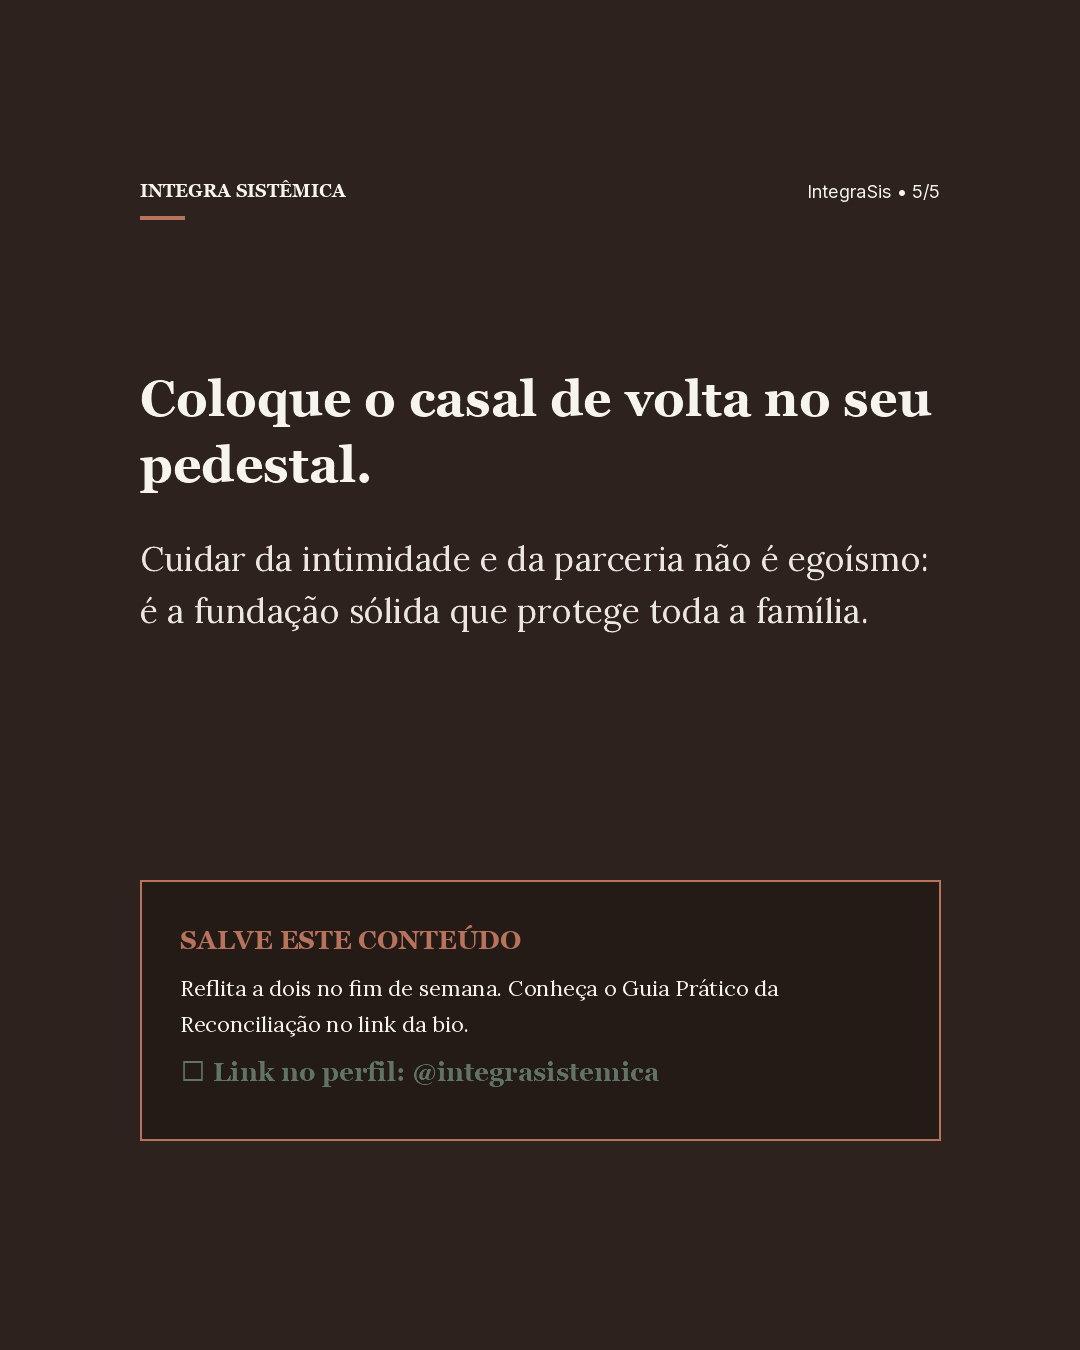 INTEGRA SISTÊMICA
IntegraSis • 5/5
Coloque o casal de volta no seu
pedestal.
Cuidar da intimidade e da parceria não é egoísmo:
é a fundação sólida que protege toda a família.
SALVE ESTE CONTEÚDO
Reflita a dois no fim de semana. Conheça o Guia Prático da
Reconciliação no link da bio.
☐ Link no perfil: @integrasistemica